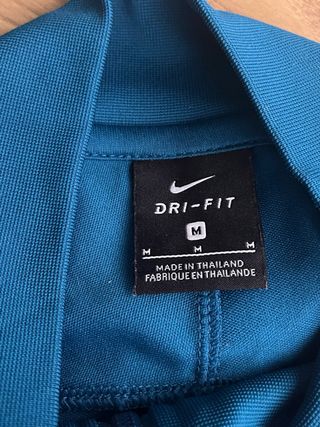 DRI-FIT
M
M M M
MADE IN THAILAND
FABRIQUE EN THAILANDE